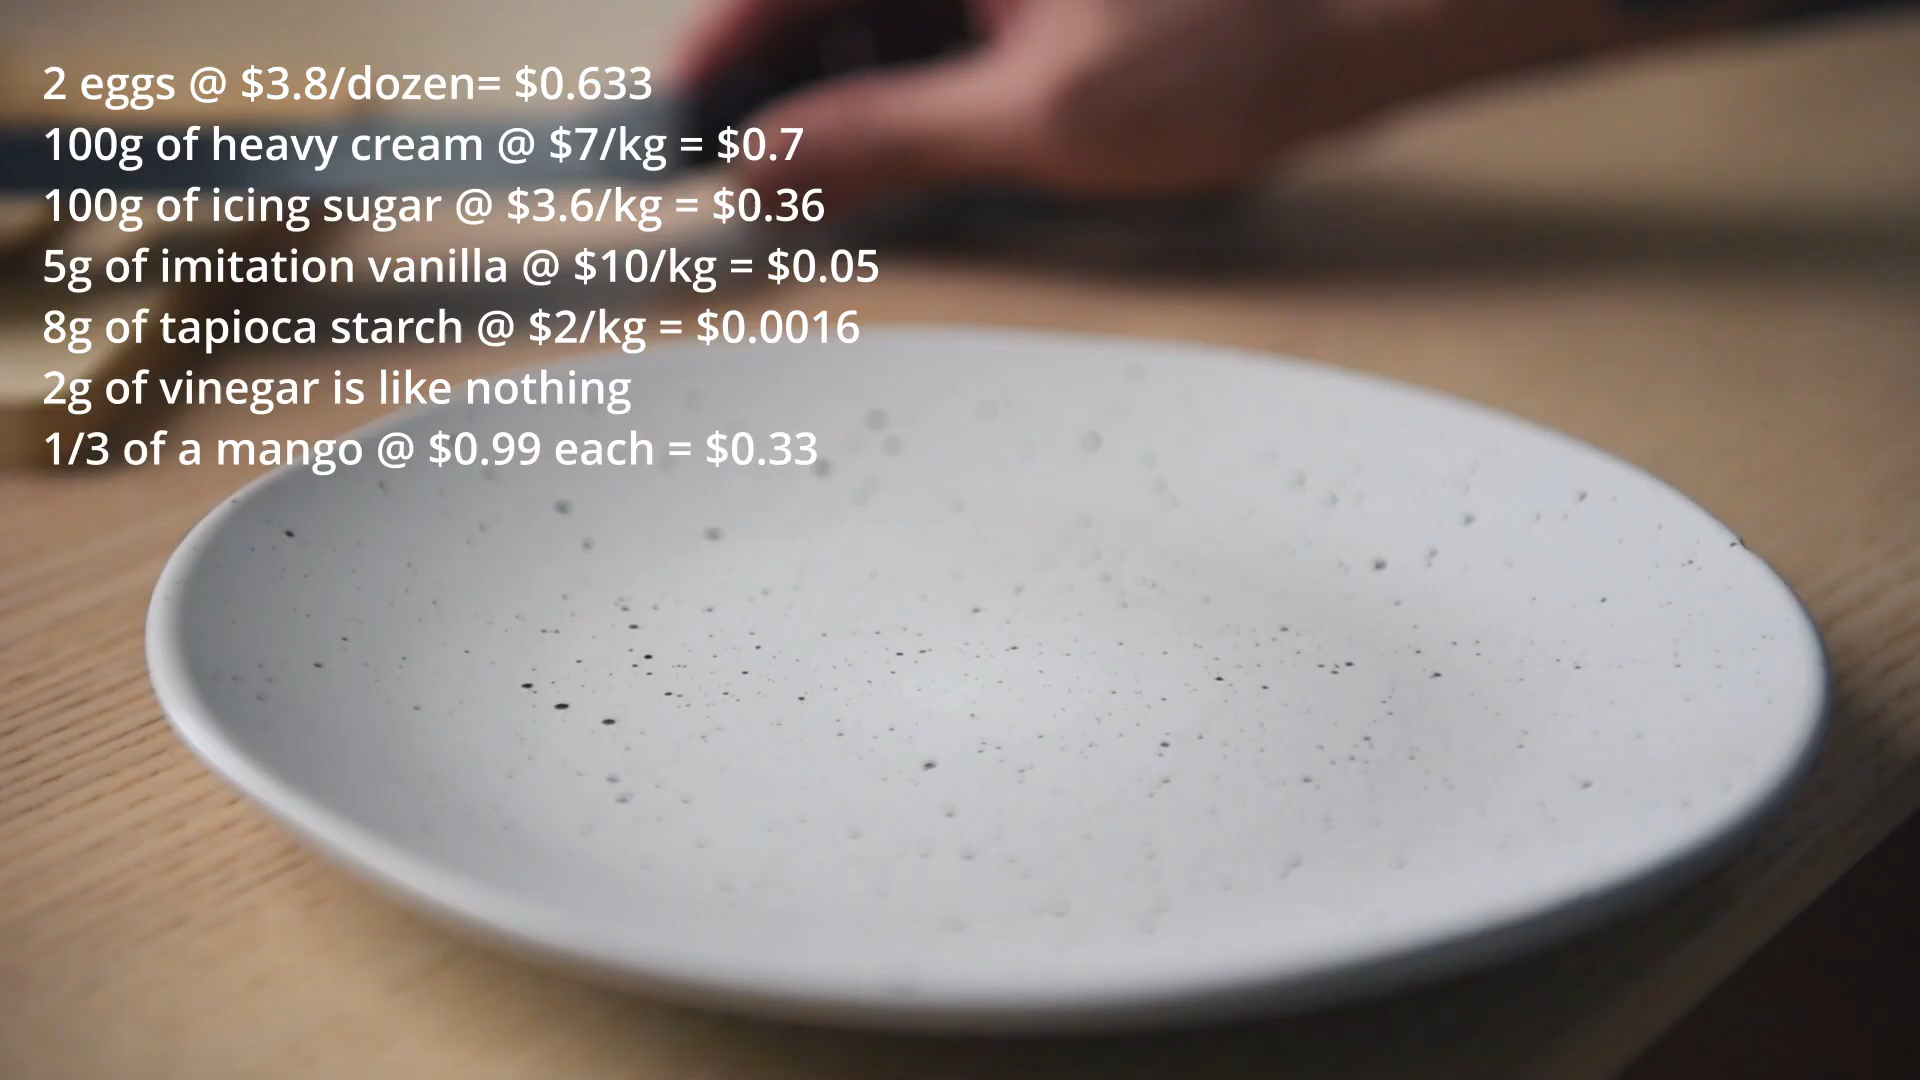 2 eggs @ $3.8/dozen= $0.633
100g of heavy cream @ $7/kg = $0.7
100g of icing sugar @ $3.6/kg = $0.36
5g of imitation vanilla @ $10/kg = $0.05
8g of tapioca starch @ $2/kg = $0.0016
2g of vinegar is like nothing
1/3 of a mango @ $0.99 each = $0.33